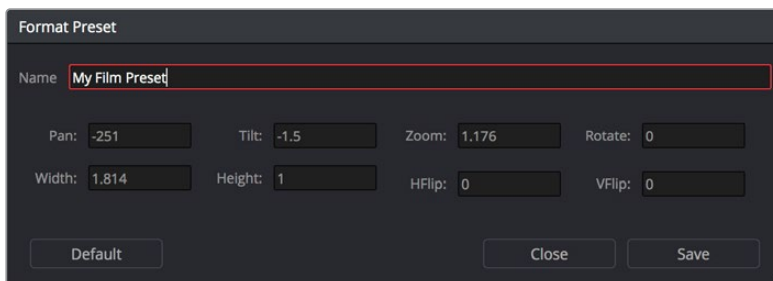 Format Preset
Name My Film Preset
Pan: -251 Tilt: -1.5 Zoom: 1.176 Rotate: 0
Width: 1.814 Height: 1 HFlip: 0 VFlip: 0
Default Close Save